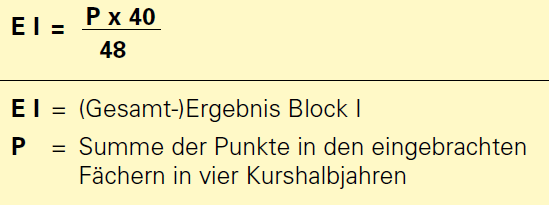 E I = P x 40
48
E I = (Gesamt-)Ergebnis Block I
P = Summe der Punkte in den eingebrachten
Fächern in vier Kurshalbjahren